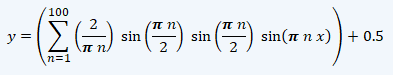 y = (∑_{n=1}^{100} (2/(π n)) sin(π n/2) sin(π n/2) sin(π n x)) + 0.5